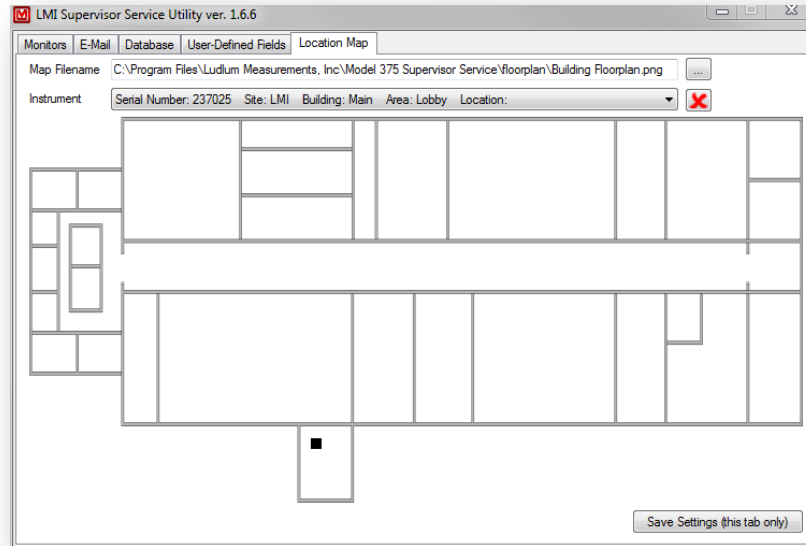 LMI Supervisor Service Utility ver. 1.6.6
Monitors E-Mail Database User-Defined Fields Location Map
Map Filename C:\Program Files\Ludlum Measurements, Inc\Model 375 Supervisor Service\floorplan\Building Floorplan.png ...
Instrument Serial Number: 237025 Site: LMI Building: Main Area: Lobby Location:
Save Settings (this tab only)